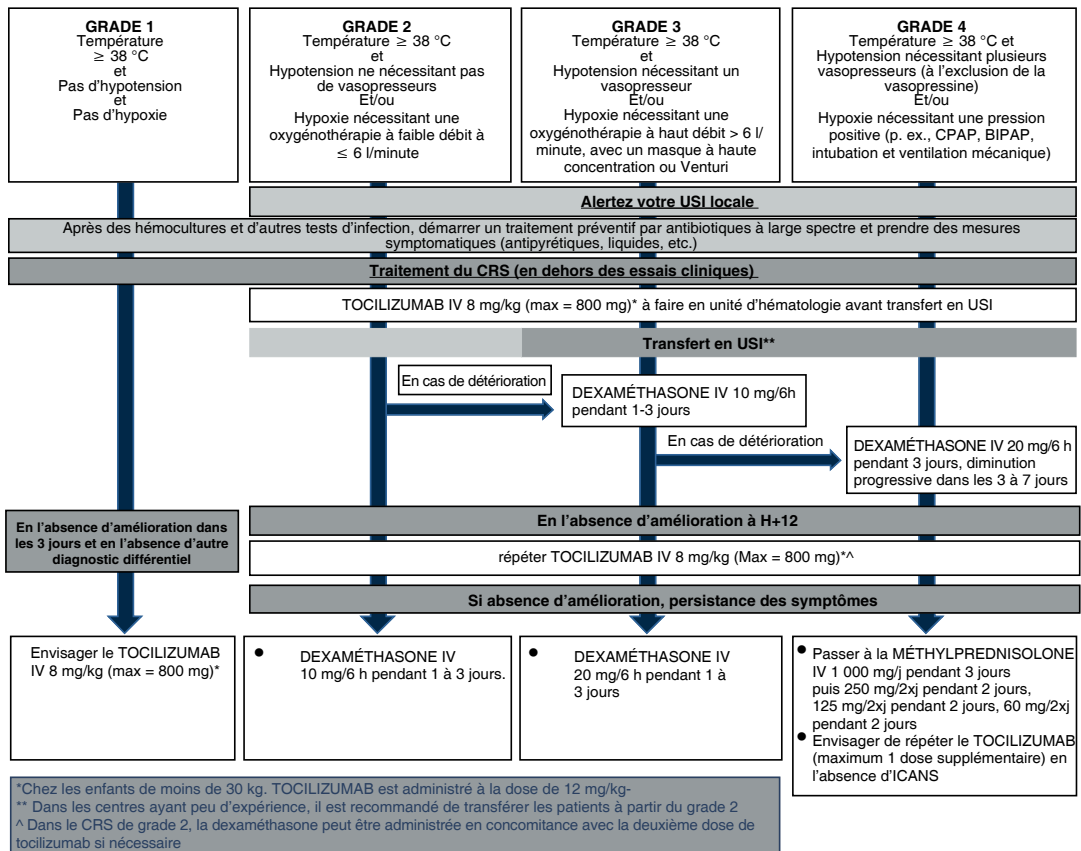 GRADE 1
Température
≥ 38 °C
et
Pas d'hypotension
et
Pas d'hypoxie
GRADE 2
Température ≥ 38 °C
et
Hypotension ne nécessitant pas
de vasopresseurs
Et/ou
Hypoxie nécessitant une
oxygénothérapie à faible débit à
≤ 6 l/minute
GRADE 3
Température ≥ 38 °C
et
Hypotension nécessitant un
vasopresseur
Et/ou
Hypoxie nécessitant une
oxygénothérapie à haut débit > 6 l/
minute, avec un masque à haute
concentration ou Venturi
GRADE 4
Température ≥ 38 °C et
Hypotension nécessitant plusieurs
vasopresseurs (à l'exclusion de la
vasopressine)
Et/ou
Hypoxie nécessitant une pression
positive (p. ex., CPAP, BIPAP,
intubation et ventilation mécanique)
Alertez votre USI locale
Après des hémocultures et d'autres tests d'infection, démarrer un traitement préventif par antibiotiques à large spectre et prendre des mesures
symptomatiques (antipyrétiques, liquides, etc.)
Traitement du CRS (en dehors des essais cliniques)
TOCILIZUMAB IV 8 mg/kg (max = 800 mg)* à faire en unité d'hématologie avant transfert en USI
Transfert en USI**
En cas de détérioration
DEXAMÉTHASONE IV 10 mg/6h
pendant 1-3 jours
En cas de détérioration
DEXAMÉTHASONE IV 20 mg/6 h
pendant 3 jours, diminution
progressive dans les 3 à 7 jours
En l'absence d'amélioration dans
les 3 jours et en l'absence d'autre
diagnostic différentiel
En l'absence d'amélioration à H+12
répéter TOCILIZUMAB IV 8 mg/kg (Max = 800 mg)*^
Si absence d'amélioration, persistance des symptômes
Envisager le TOCILIZUMAB
IV 8 mg/kg (max = 800 mg)*
● DEXAMÉTHASONE IV
10 mg/6 h pendant 1 à 3 jours.
● DEXAMÉTHASONE IV
20 mg/6 h pendant 1 à
3 jours
● Passer à la MÉTHYLPREDNISOLONE
IV 1 000 mg/j pendant 3 jours
puis 250 mg/2xj pendant 2 jours,
125 mg/2xj pendant 2 jours, 60 mg/2xj
pendant 2 jours
● Envisager de répéter le TOCILIZUMAB
(maximum 1 dose supplémentaire) en
l'absence d'ICANS
*Chez les enfants de moins de 30 kg. TOCILIZUMAB est administré à la dose de 12 mg/kg-
** Dans les centres ayant peu d'expérience, il est recommandé de transférer les patients à partir du grade 2
^ Dans le CRS de grade 2, la dexaméthasone peut être administrée en concomitance avec la deuxième dose de
tocilizumab si nécessaire